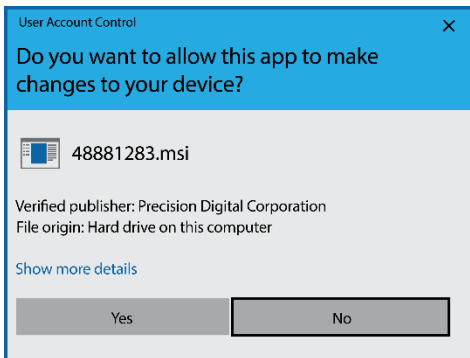 User Account Control
Do you want to allow this app to make
changes to your device?
48881283.msi
Verified publisher: Precision Digital Corporation
File origin: Hard drive on this computer
Show more details
Yes
No